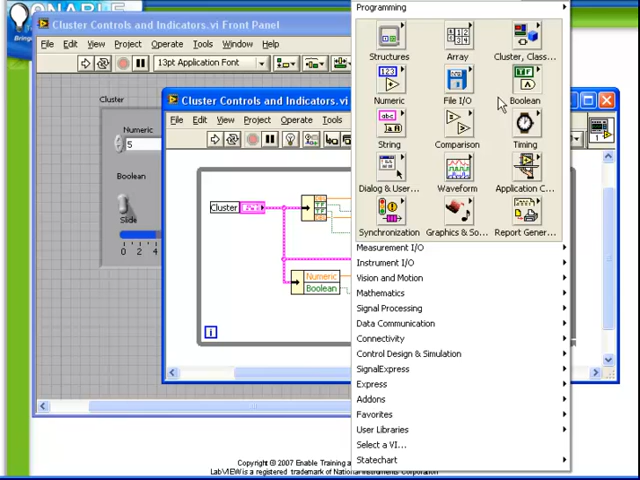 ENABLE
Programming
Cluster Controls and Indicators.vi Front Panel
File Edit View Project Operate Tools Window Help
13pt Application Font
Structures Array Cluster, Class...
Cluster
Cluster Controls and Indicators.vi
Numeric File I/O Boolean
File Edit View Project Operate Tools
Numeric
5
String Comparison Timing
Boolean
Dialog & User... Waveform Application C...
Slide
0 2 4 6
Cluster
Synchronization Graphics & So... Report Gener...
Measurement I/O
Instrument I/O
Vision and Motion
Numeric
Boolean
Mathematics
Signal Processing
Data Communication
i
Connectivity
Control Design & Simulation
SignalExpress
Express
Addons
Favorites
User Libraries
Select a VI...
Statechart
Copyright © 2007 Enable Training a
LabVIEW is a registered trademark of National Instruments Corporation